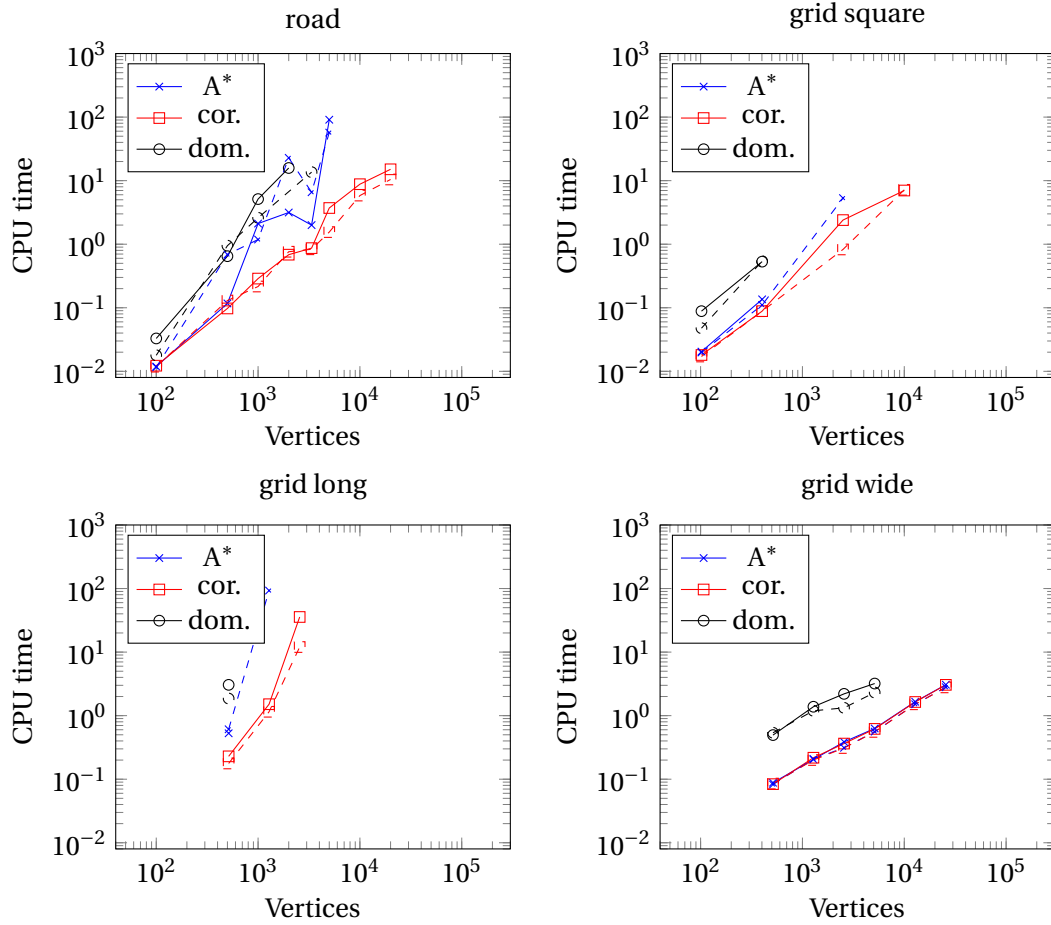 road
10^3
10^2
10^1
10^0
10^−1
10^−2
CPU time
A*
cor.
dom.
10^2
10^3
10^4
10^5
Vertices
grid square
10^3
10^2
10^1
10^0
10^−1
10^−2
CPU time
A*
cor.
dom.
10^2
10^3
10^4
10^5
Vertices
grid long
10^3
10^2
10^1
10^0
10^−1
10^−2
CPU time
A*
cor.
dom.
10^2
10^3
10^4
10^5
Vertices
grid wide
10^3
10^2
10^1
10^0
10^−1
10^−2
CPU time
A*
cor.
dom.
10^2
10^3
10^4
10^5
Vertices